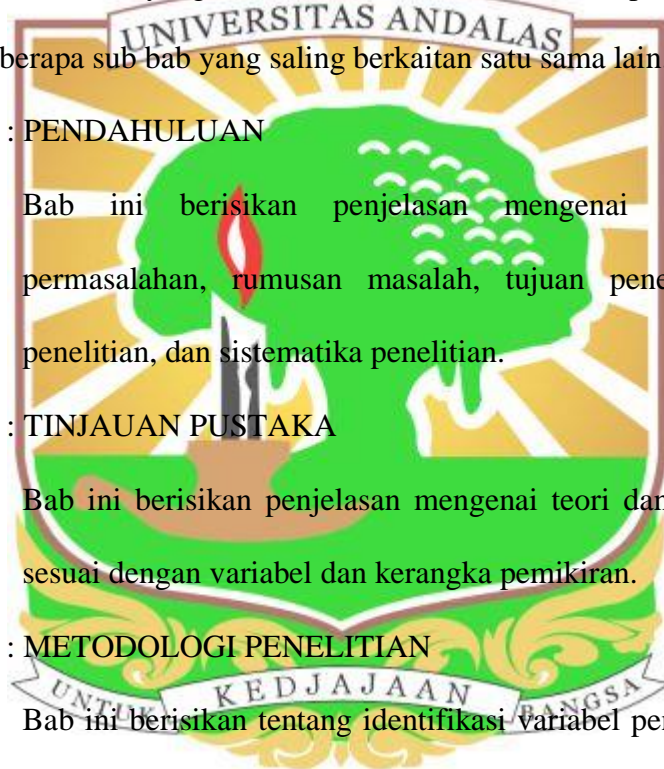 UNIVERSITAS ANDALAS
berapa sub bab yang saling berkaitan satu sama lain
: PENDAHULUAN
Bab ini berisikan penjelasan mengenai
permasalahan, rumusan masalah, tujuan pene
penelitian, dan sistematika penelitian.
: TINJAUAN PUSTAKA
Bab ini berisikan penjelasan mengenai teori dan
sesuai dengan variabel dan kerangka pemikiran.
: METODOLOGI PENELITIAN
UNTUK KEDJAJAAN BANGSA
Bab ini berisikan tentang identifikasi variabel pe